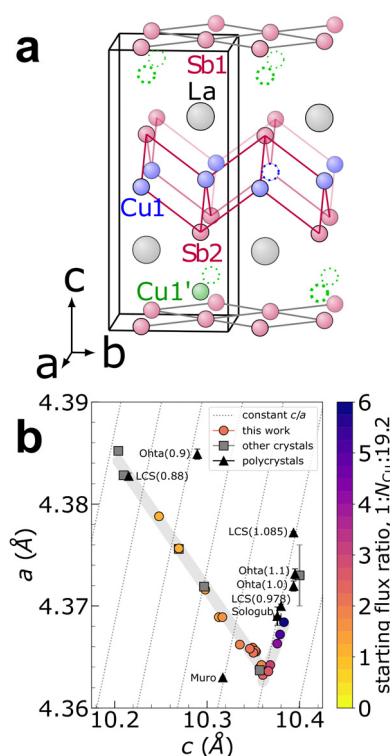 a
Sb1
La
Cu1
Sb2
Cu1'
c
a
b
b
4.39
4.38
4.37
4.36
a (Å)
10.2
10.3
10.4
c (Å)
constant c/a
this work
other crystals
polycrystals
Ohta(0.9)
LCS(0.88)
LCS(1.085)
Ohta(1.1)
Ohta(1.0)
LCS(0.978)
Sologub
Muro
6
5
4
3
2
1
0
starting flux ratio, 1:N_Cu:19.2